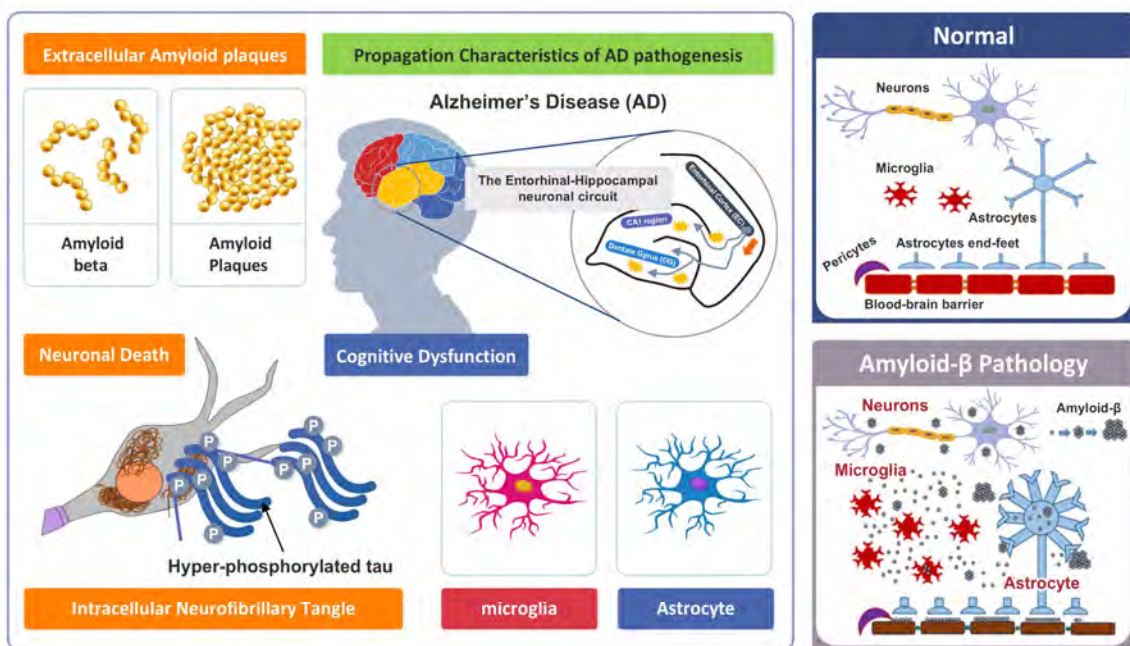 Extracellular Amyloid plaques
Amyloid
beta
Amyloid
Plaques
Propagation Characteristics of AD pathogenesis
Alzheimer's Disease (AD)
The Entorhinal-Hippocampal
neuronal circuit
Entorhinal Cortex (EC)
CA1 region
Dentate Gyrus (DG)
Neuronal Death
Cognitive Dysfunction
P
P
P
P
P
P
P
P
P
P
P
Hyper-phosphorylated tau
Intracellular Neurofibrillary Tangle
microglia
Astrocyte
Normal
Neurons
Microglia
Astrocytes
Astrocytes end-feet
Pericytes
Blood-brain barrier
Amyloid-β Pathology
Neurons
Amyloid-β
Microglia
Astrocyte